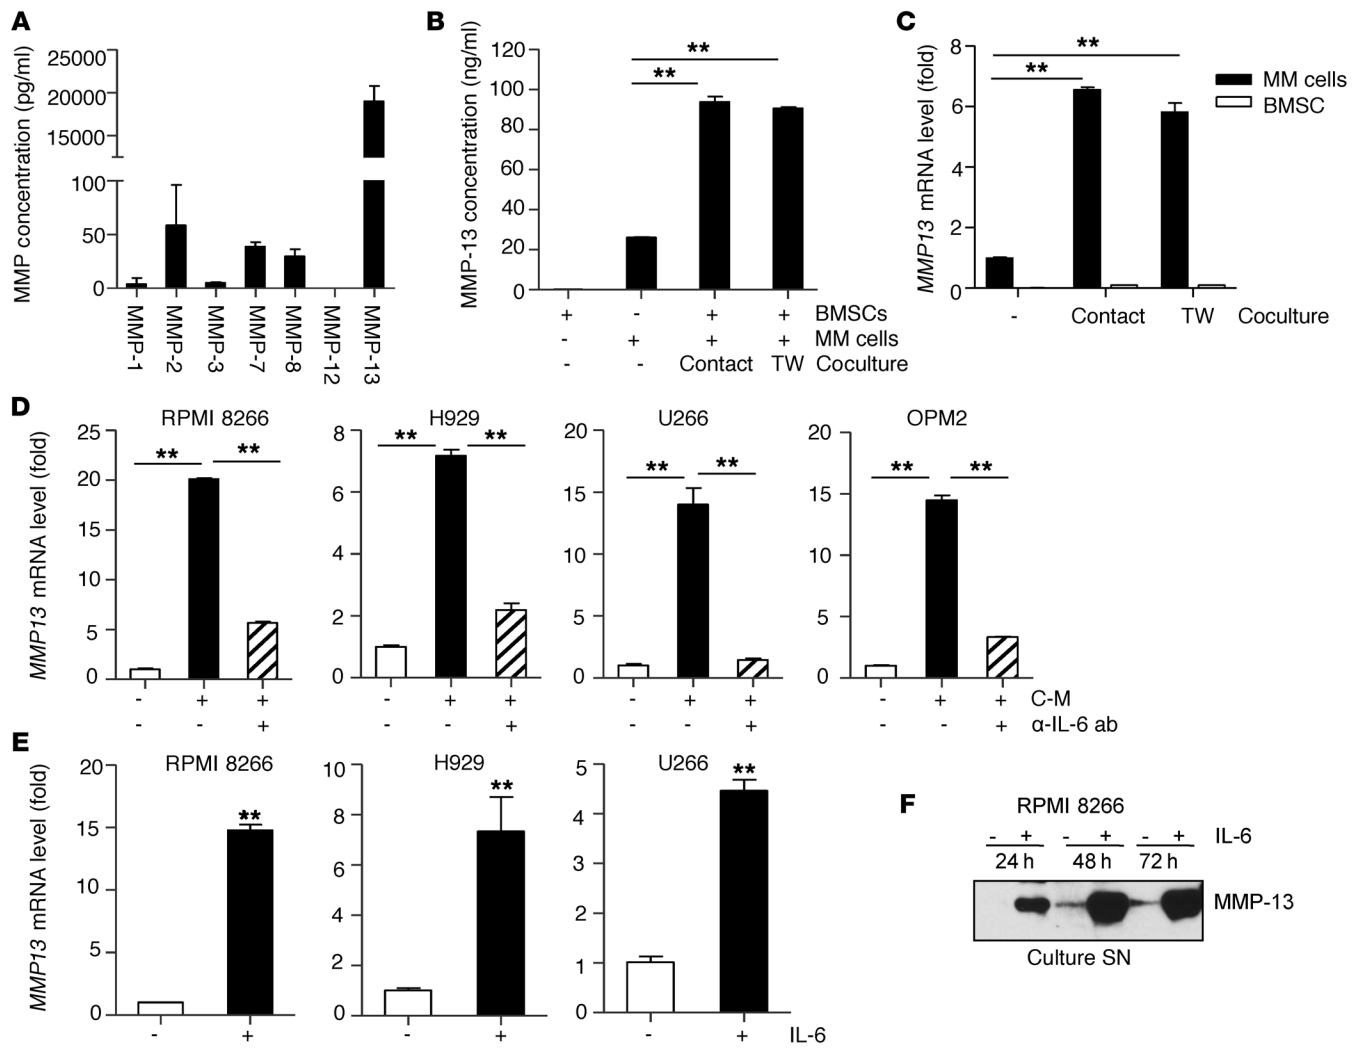 A
MMP concentration (pg/ml)
25000
20000
15000
100
50
0
MMP-1
MMP-2
MMP-3
MMP-7
MMP-8
MMP-12
MMP-13
B
MMP-13 concentration (ng/ml)
120
100
80
60
40
20
0
**
**
+ - + + BMSCs
- + + + MM cells
- - Contact TW Coculture
C
MMP13 mRNA level (fold)
8
6
4
2
0
**
**
MM cells
BMSC
- Contact TW Coculture
D
MMP13 mRNA level (fold)
RPMI 8266
25
20
15
10
5
0
** **
- + +
- - +
H929
8
6
4
2
0
** **
- + +
- - +
U266
20
15
10
5
0
** **
- + +
- - +
OPM2
20
15
10
5
0
** **
- + + C-M
- - + α-IL-6 ab
E
MMP13 mRNA level (fold)
RPMI 8266
20
15
10
5
0
**
- +
H929
10
8
6
4
2
0
**
- +
U266
5
4
3
2
1
0
**
- + IL-6
F
RPMI 8266
- + - + - + IL-6
24 h 48 h 72 h
MMP-13
Culture SN